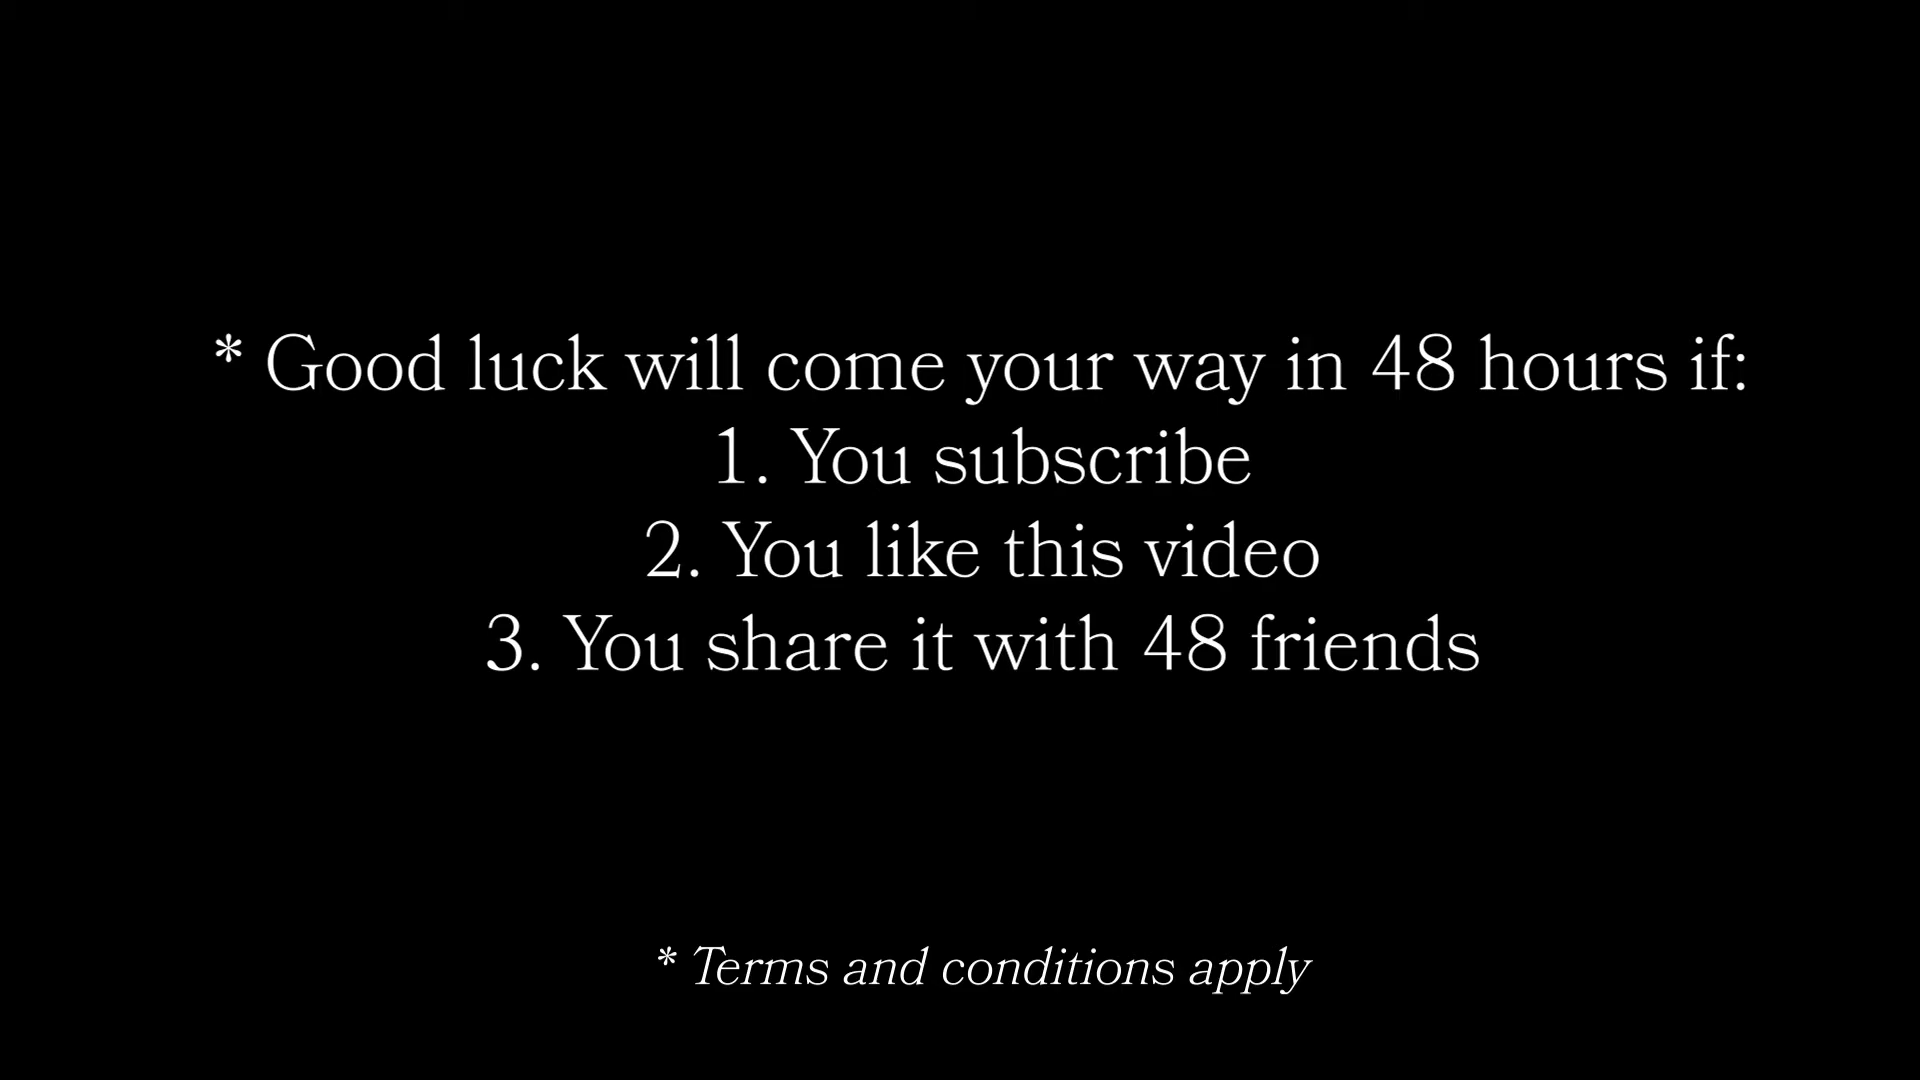 * Good luck will come your way in 48 hours if:
1. You subscribe
2. You like this video
3. You share it with 48 friends
* Terms and conditions apply